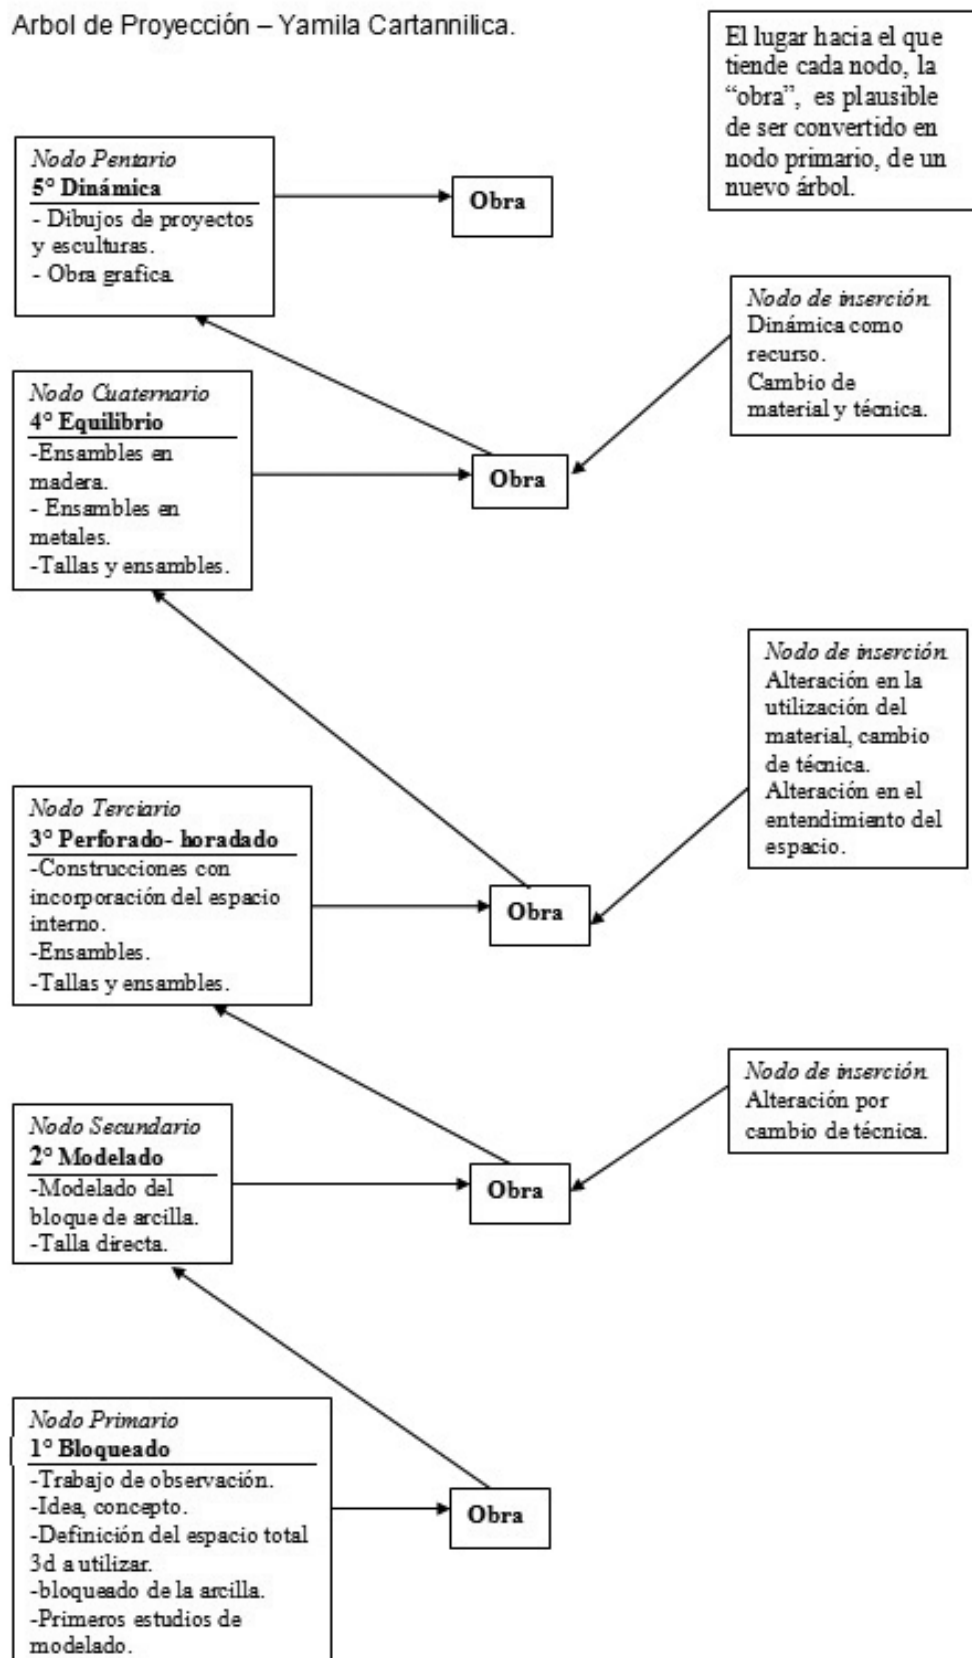 Arbol de Proyección – Yamila Cartannilica.
El lugar hacia el que
tiende cada nodo, la
“obra”, es plausible
de ser convertido en
nodo primario, de un
nuevo árbol.
Nodo Pentario
5° Dinámica
- Dibujos de proyectos
y esculturas.
- Obra grafica.
Obra
Nodo de inserción.
Dinámica como
recurso.
Cambio de
material y técnica.
Nodo Cuaternario
4° Equilibrio
-Ensambles en
madera.
- Ensambles en
metales.
-Tallas y ensambles.
Obra
Nodo de inserción.
Alteración en la
utilización del
material, cambio
de técnica.
Alteración en el
entendimiento del
espacio.
Nodo Terciario
3° Perforado- horadado
-Construcciones con
incorporación del espacio
interno.
-Ensambles.
-Tallas y ensambles.
Obra
Nodo de inserción.
Alteración por
cambio de técnica.
Nodo Secundario
2° Modelado
-Modelado del
bloque de arcilla.
-Talla directa.
Obra
Nodo Primario
1° Bloqueado
-Trabajo de observación.
-Idea, concepto.
-Definición del espacio total
3d a utilizar.
-bloqueado de la arcilla.
-Primeros estudios de
modelado.
Obra